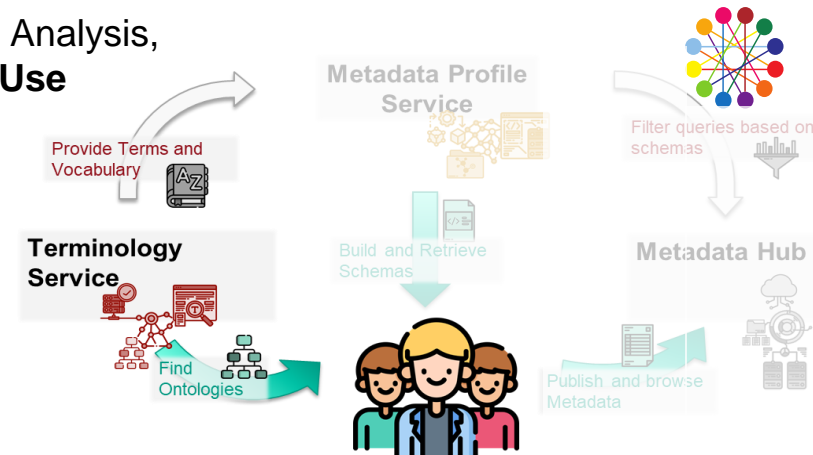 Analysis,
Use
Metadata Profile
Service
Provide Terms and
Vocabulary
AZ
Filter queries based on
schemas
Terminology
Service
T
Build and Retrieve
Schemas
</>
Metadata Hub
Find
Ontologies
Publish and browse
Metadata